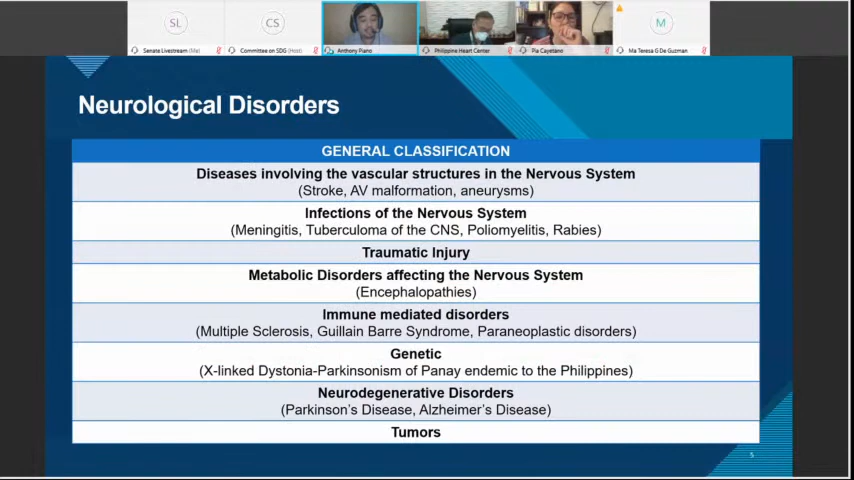 SL
CS
M
Senate Livestream (Me)
Committee on SDG (Host)
Anthony Piano
Philippine Heart Center
Pia Cayetano
Ma Teresa G De Guzman
Neurological Disorders
GENERAL CLASSIFICATION
Diseases involving the vascular structures in the Nervous System
(Stroke, AV malformation, aneurysms)
Infections of the Nervous System
(Meningitis, Tuberculoma of the CNS, Poliomyelitis, Rabies)
Traumatic Injury
Metabolic Disorders affecting the Nervous System
(Encephalopathies)
Immune mediated disorders
(Multiple Sclerosis, Guillain Barre Syndrome, Paraneoplastic disorders)
Genetic
(X-linked Dystonia-Parkinsonism of Panay endemic to the Philippines)
Neurodegenerative Disorders
(Parkinson's Disease, Alzheimer's Disease)
Tumors
5